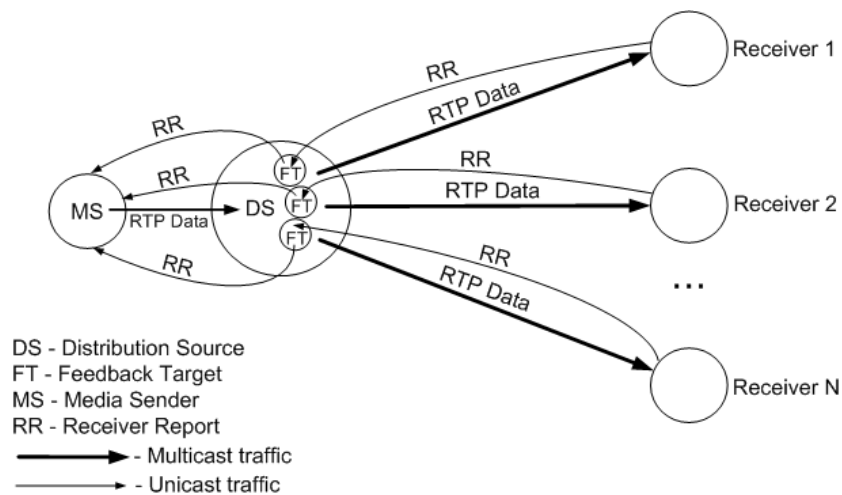 RR
Receiver 1
RTP Data
RR
FT
RR
RR
RTP Data
MS
RTP Data
DS
FT
Receiver 2
FT
RR
RR
RTP Data
...
DS - Distribution Source
FT - Feedback Target
MS - Media Sender
Receiver N
RR - Receiver Report
- Multicast traffic
- Unicast traffic